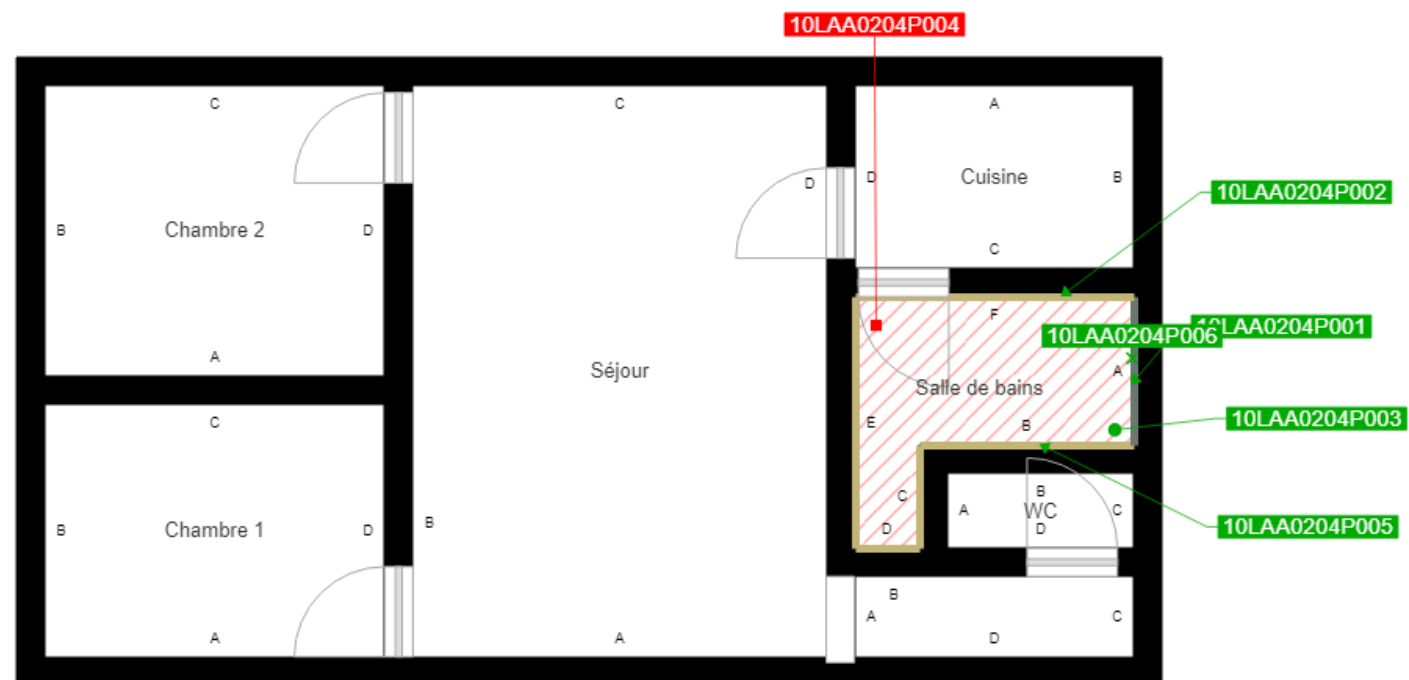 10LAA0204P004
C
C
A
D
D
Cuisine
B
10LAA0204P002
B
Chambre 2
D
C
F
10LAA0204P001
10LAA0204P006
A
Séjour
A
Salle de bains
C
E
B
10LAA0204P003
B
Chambre 1
D
B
C
B
A
WC
C
D
D
10LAA0204P005
B
A
C
A
A
D